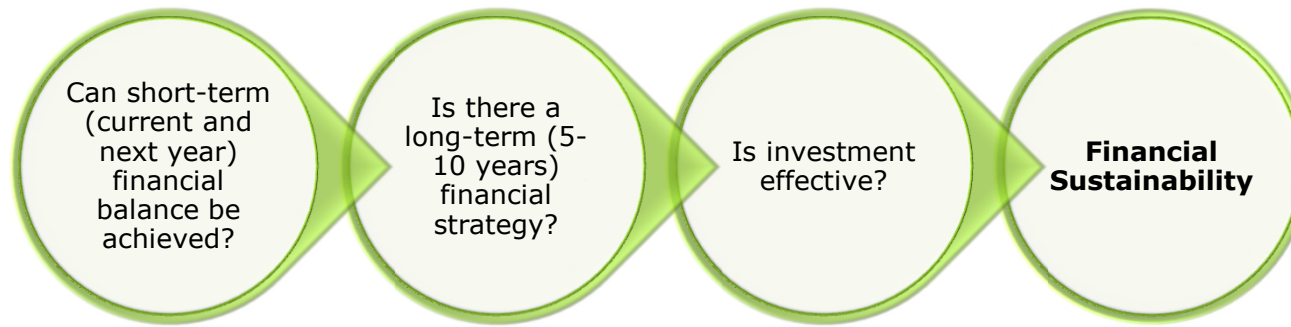 Can short-term
(current and
next year)
financial
balance be
achieved?
Is there a
long-term (5-
10 years)
financial
strategy?
Is investment
effective?
Financial
Sustainability